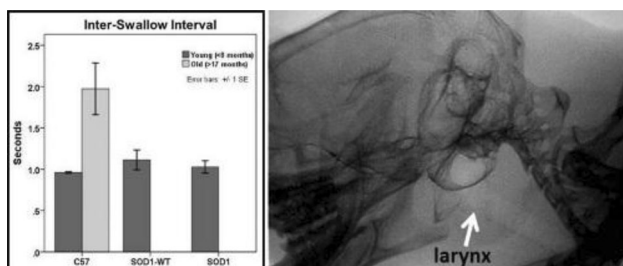 Inter-Swallow Interval
Young (<8 months)
Old (>17 months)
Error bars: +/- 1 SE
Seconds
2.5
2.0
1.5
1.0
.5
.0
C57
SOD1-WT
SOD1
larynx